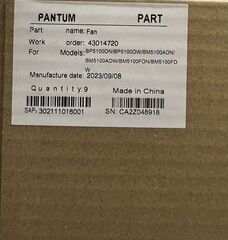 PANTUM PART
Part name: Fan
Work order: 43014720
For Models: BP5100DN/BP5100DW/BM5100ADN/
BM5100ADW/BM5100FDN/BM5100FD
W
Manufacture date: 2023/09/08
Quantity:9 Made in China
SAP: 302111016001 SN: CA2Z048918